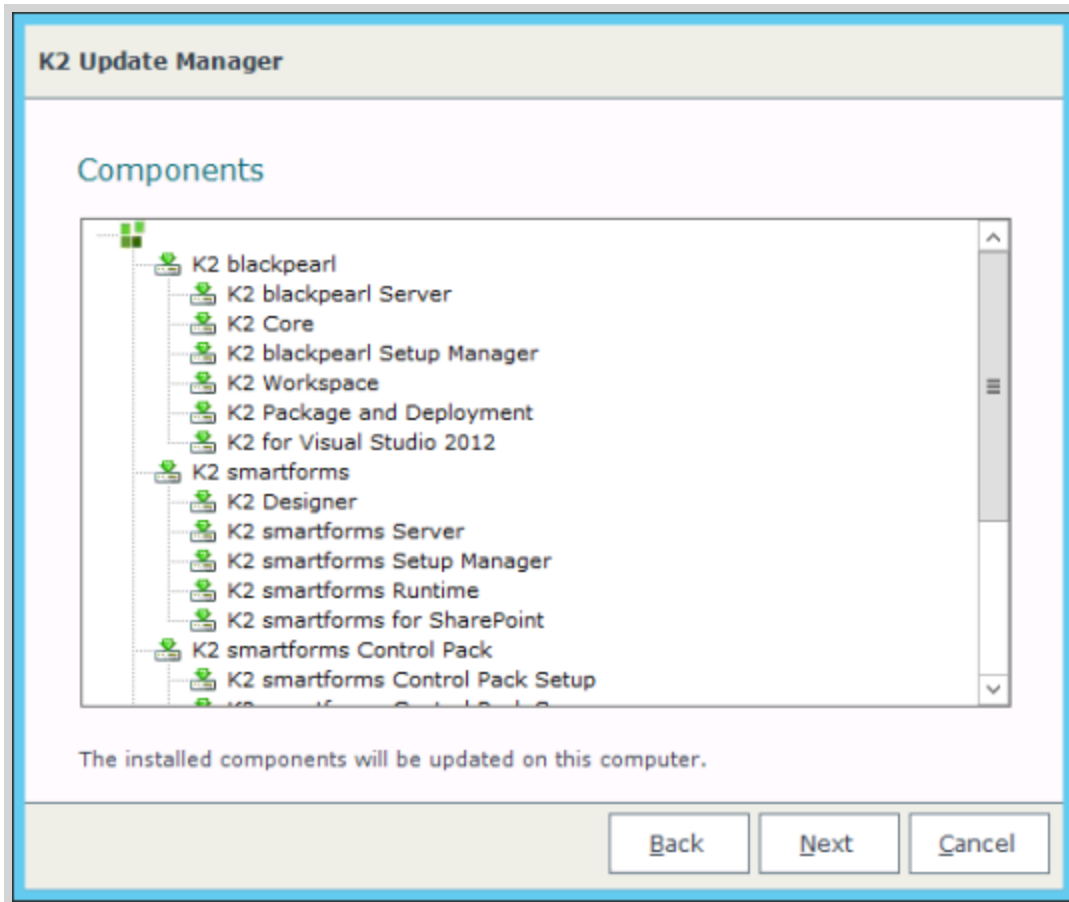 K2 Update Manager
Components
K2 blackpearl
K2 blackpearl Server
K2 Core
K2 blackpearl Setup Manager
K2 Workspace
K2 Package and Deployment
K2 for Visual Studio 2012
K2 smartforms
K2 Designer
K2 smartforms Server
K2 smartforms Setup Manager
K2 smartforms Runtime
K2 smartforms for SharePoint
K2 smartforms Control Pack
K2 smartforms Control Pack Setup
The installed components will be updated on this computer.
Back Next Cancel